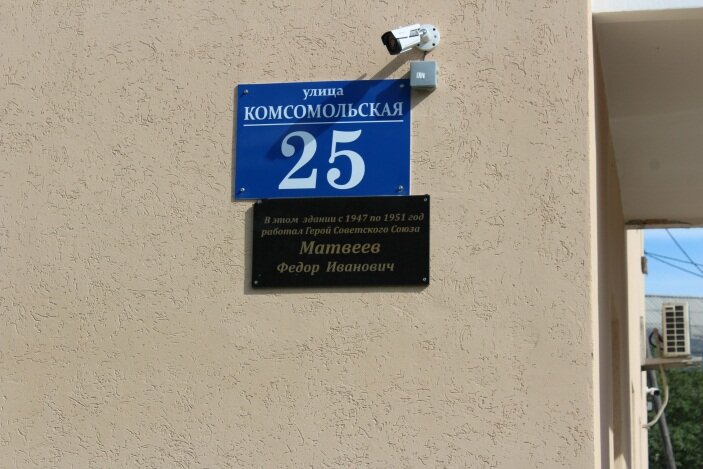 улица
КОМСОМОЛЬСКАЯ
25
В этом здании с 1947 по 1951 год
работал Герой Советского Союза
Матвеев
Федор Иванович